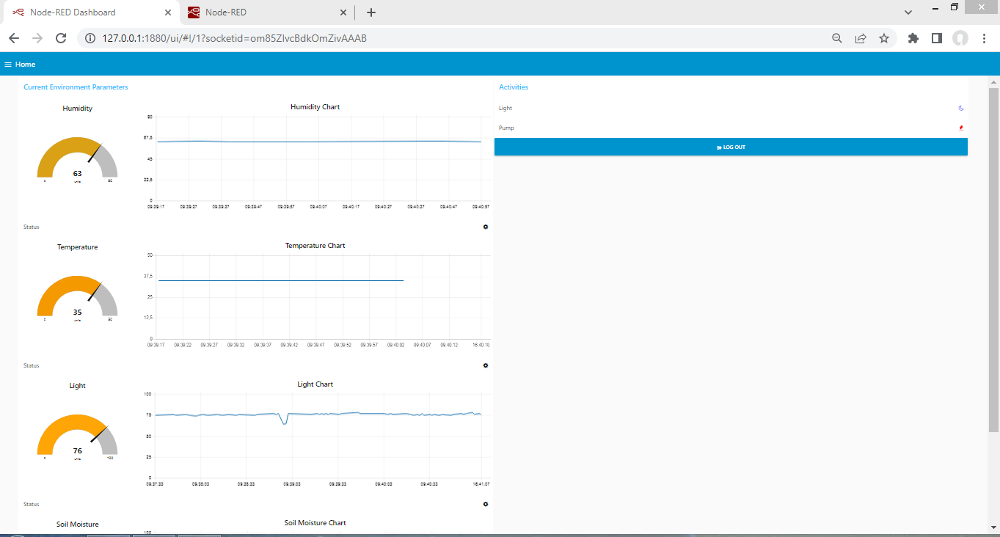 Node-RED Dashboard
Node-RED
127.0.0.1:1880/ui/#!/1?socketid=om85ZIvcBdkOmZivAAAB
Home
Current Environment Parameters
Humidity
63
units
0
90
Humidity Chart
90
67,5
45
22,5
0
09:39:17 09:39:27 09:39:37 09:39:47 09:39:57 09:40:07 09:40:17 09:40:27 09:40:37 09:40:47 09:40:57
Status
Temperature
35
units
0
50
Temperature Chart
50
37,5
25
12,5
0
09:39:17 09:39:22 09:39:27 09:39:32 09:39:37 09:39:42 09:39:47 09:39:52 09:39:57 09:40:02 09:40:07 09:40:12 16:40:18
Status
Light
76
units
0
100
Light Chart
100
75
50
25
0
09:37:33 09:38:03 09:38:33 09:39:03 09:39:33 09:40:03 09:40:33 16:41:07
Status
Soil Moisture
Soil Moisture Chart
100
Activities
Light
Pump
LOG OUT